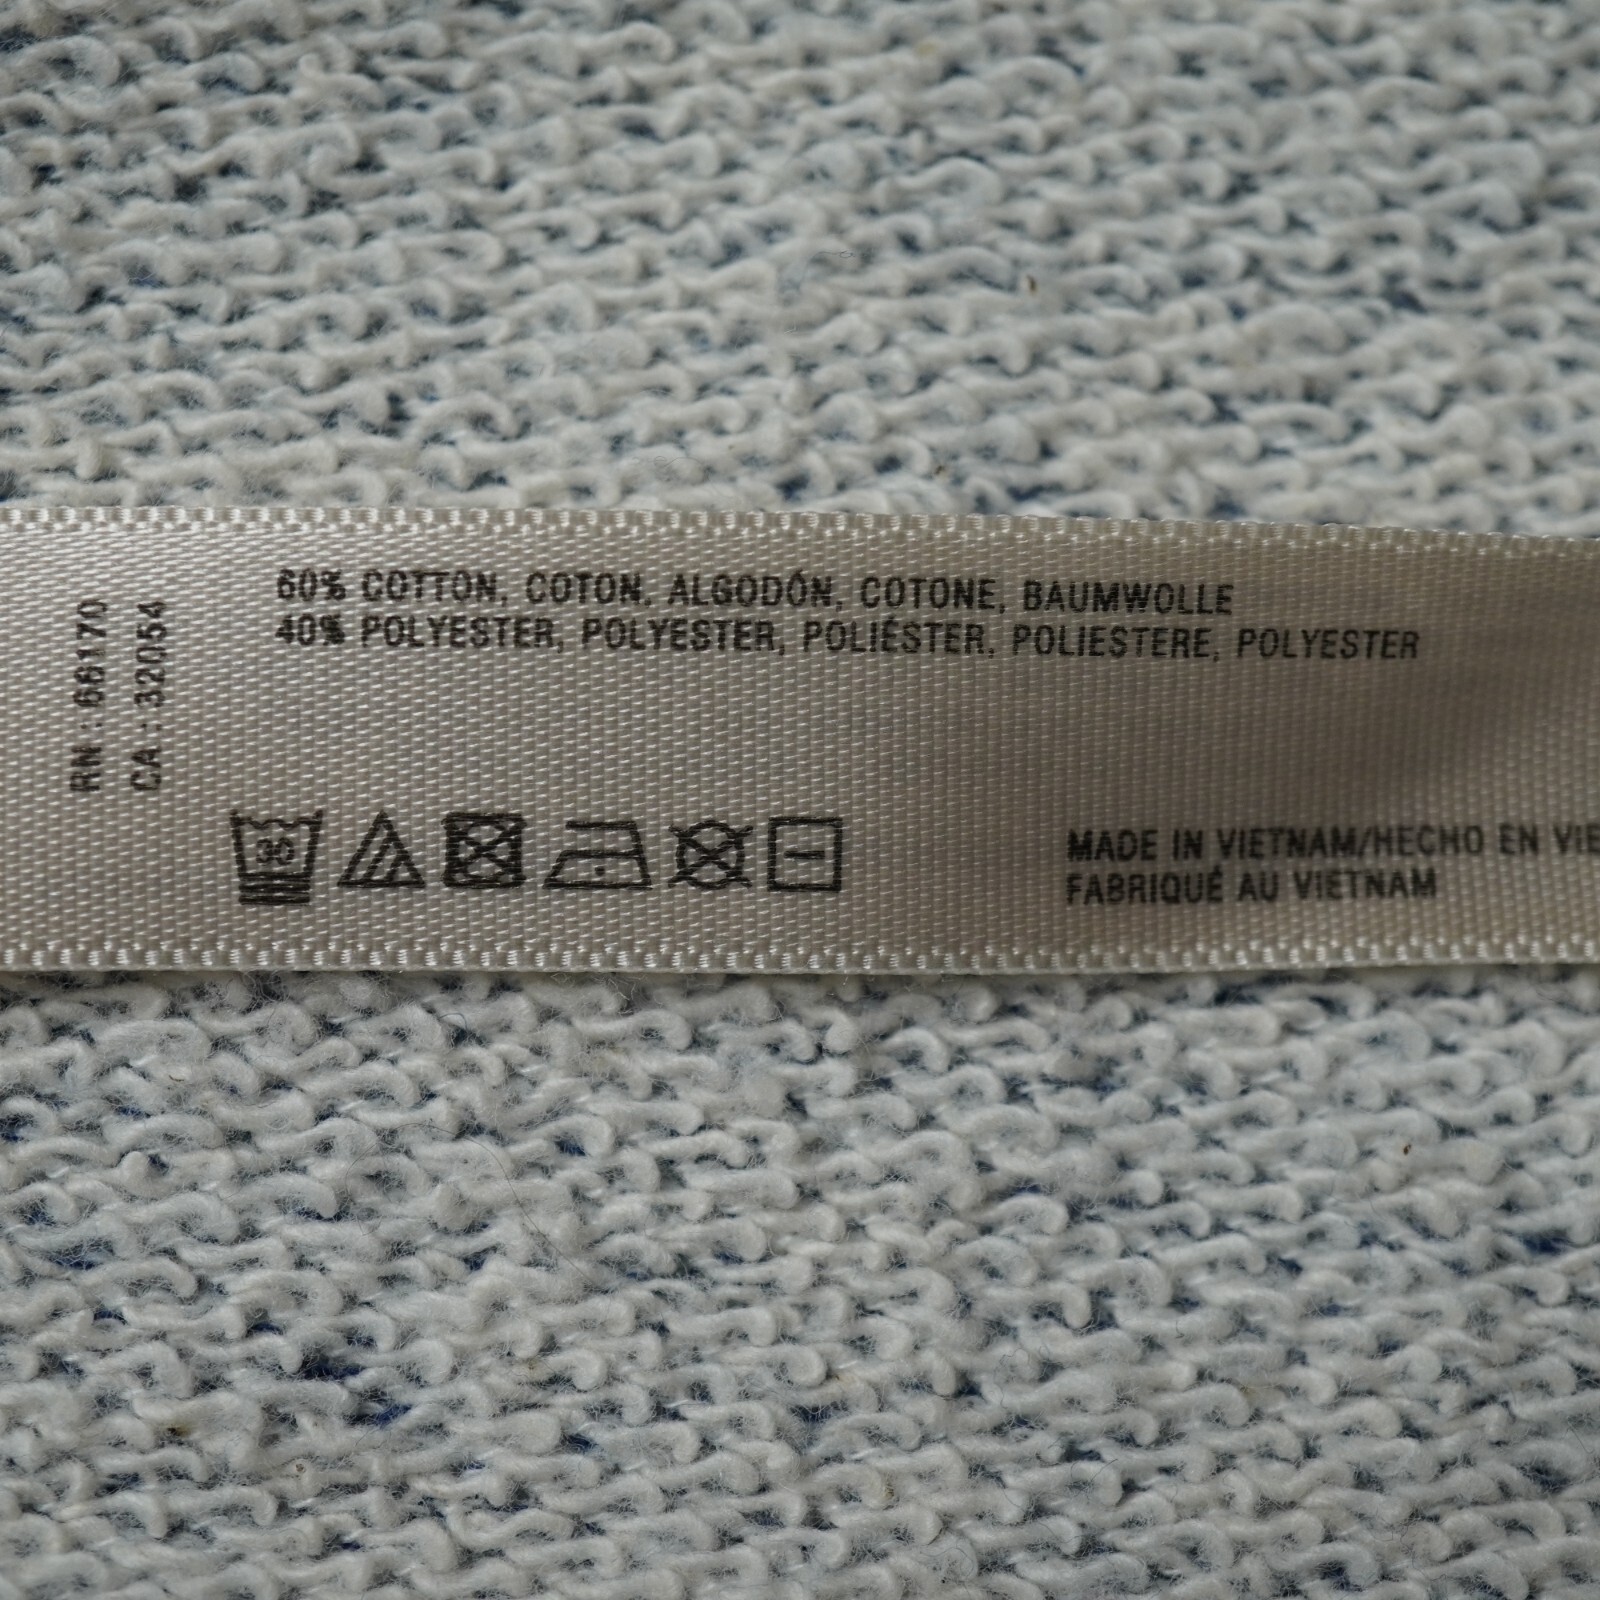 RN : 66170
CA : 32054
60% COTTON, COTON, ALGODÓN, COTONE, BAUMWOLLE
40% POLYESTER, POLYESTER, POLIÉSTER, POLIESTERE, POLYESTER
30
MADE IN VIETNAM/HECHO EN VIE
FABRIQUÉ AU VIETNAM